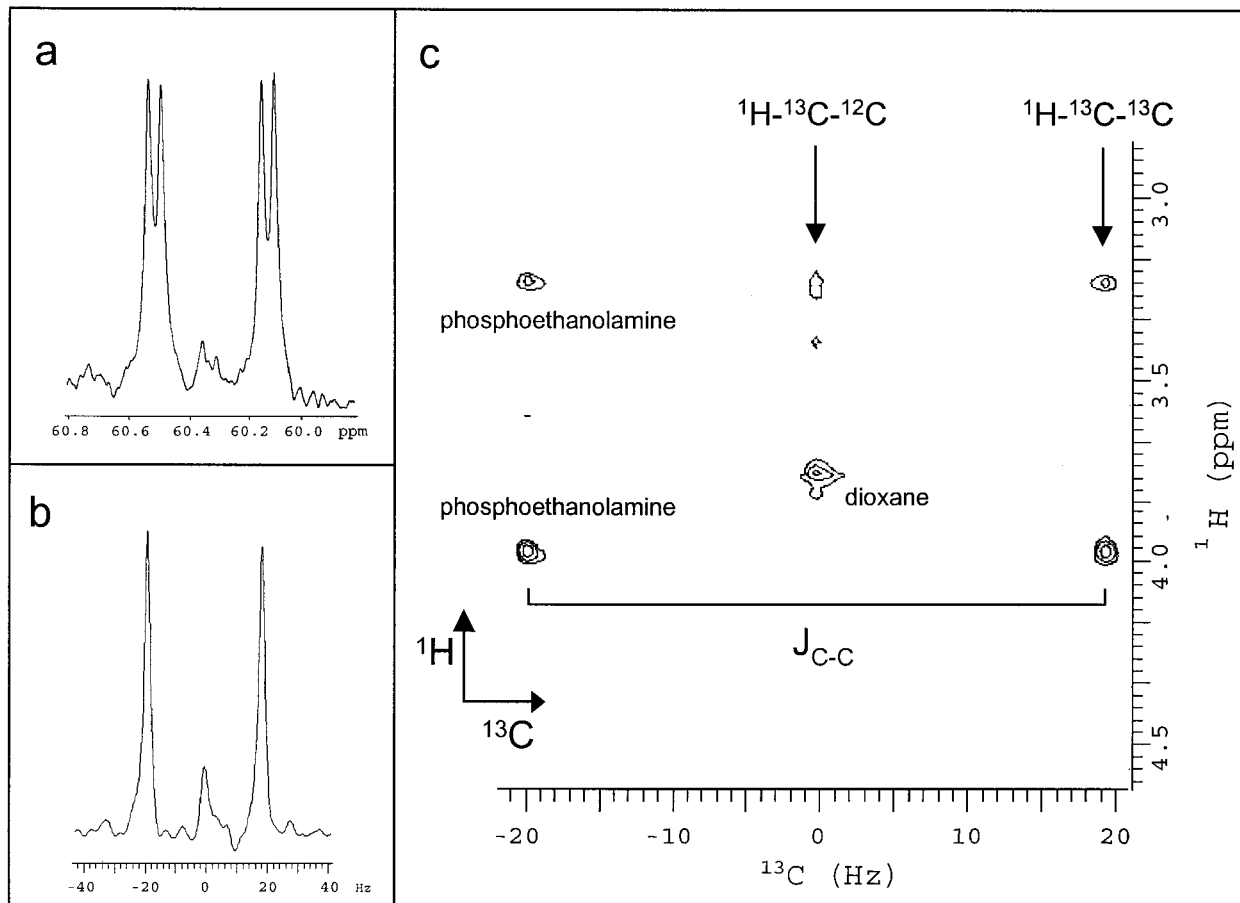 a
60.8 60.6 60.4 60.2 60.0 ppm
b
-40 -20 0 20 40 Hz
c
¹H-¹³C-¹²C
¹H-¹³C-¹³C
phosphoethanolamine
phosphoethanolamine
dioxane
J_C-C
¹H
¹³C
3.0
3.5
4.0
4.5
¹H (ppm)
-20 -10 0 10 20
¹³C (Hz)